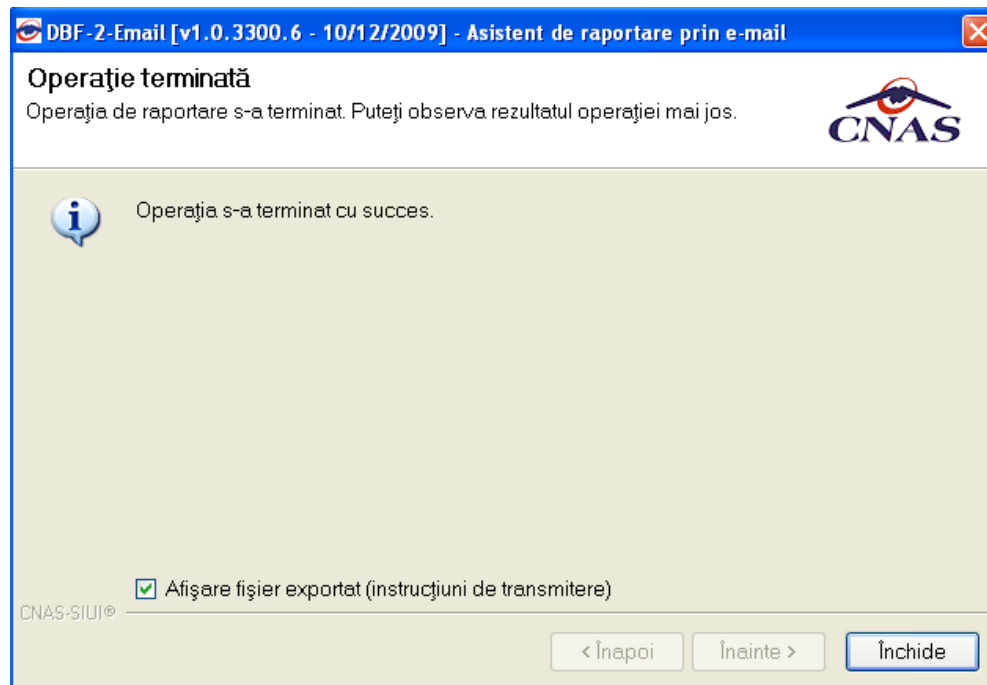 DBF-2-Email [v1.0.3300.6 - 10/12/2009] - Asistent de raportare prin e-mail
Operaţie terminată
Operaţia de raportare s-a terminat. Puteţi observa rezultatul operaţiei mai jos.
CNAS
Operaţia s-a terminat cu succes.
Afişare fişier exportat (instrucţiuni de transmitere)
CNAS-SIUI®
< Înapoi
Înainte >
Închide